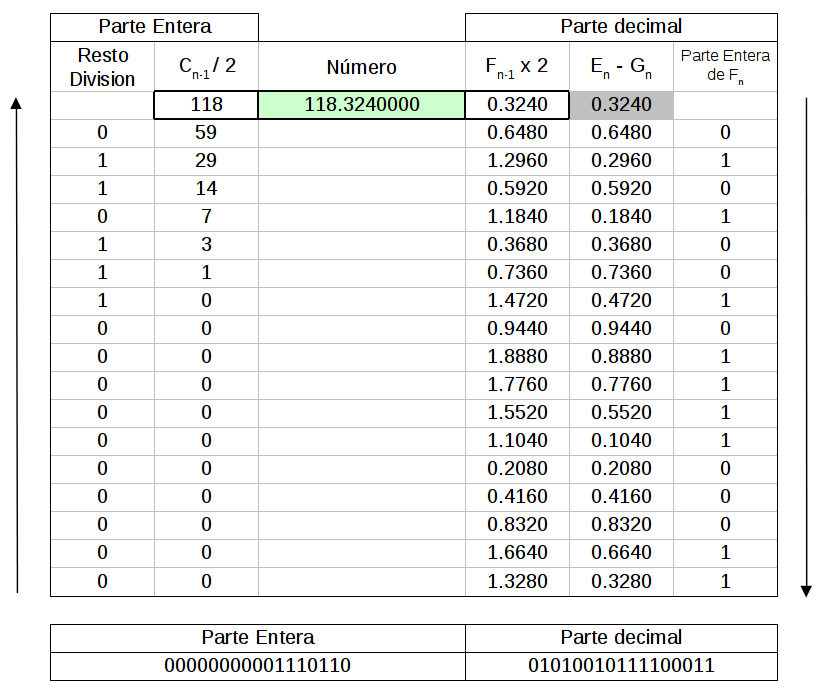 Parte Entera Parte decimal
Resto Division C n-1 / 2 Número F n-1 x 2 E n - G n Parte Entera de F n
118 118.3240000 0.3240 0.3240
0 59 0.6480 0.6480 0
1 29 1.2960 0.2960 1
1 14 0.5920 0.5920 0
0 7 1.1840 0.1840 1
1 3 0.3680 0.3680 0
1 1 0.7360 0.7360 0
1 0 1.4720 0.4720 1
0 0 0.9440 0.9440 0
0 0 1.8880 0.8880 1
0 0 1.7760 0.7760 1
0 0 1.5520 0.5520 1
0 0 1.1040 0.1040 1
0 0 0.2080 0.2080 0
0 0 0.4160 0.4160 0
0 0 0.8320 0.8320 0
0 0 1.6640 0.6640 1
0 0 1.3280 0.3280 1
Parte Entera Parte decimal
00000000001110110 01010010111100011